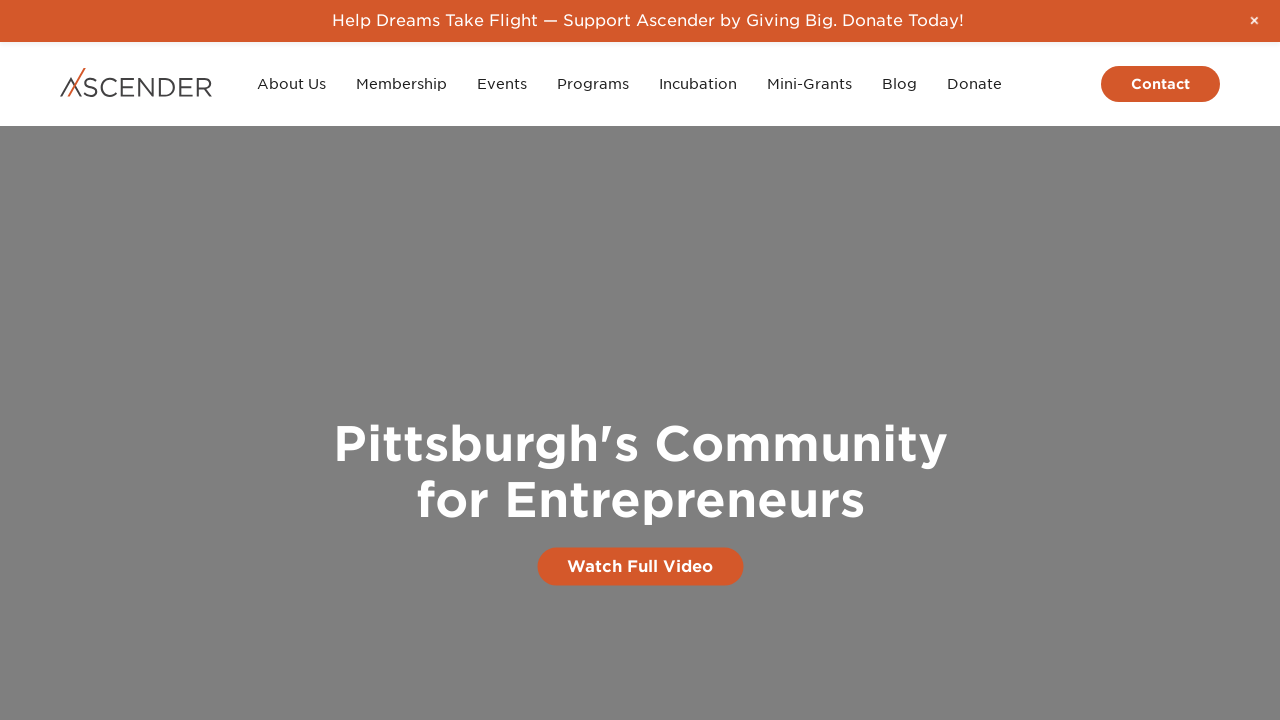 Help Dreams Take Flight — Support Ascender by Giving Big. Donate Today!
×
ASCENDER
About Us
Membership
Events
Programs
Incubation
Mini-Grants
Blog
Donate
Contact
Pittsburgh's Community
for Entrepreneurs
Watch Full Video